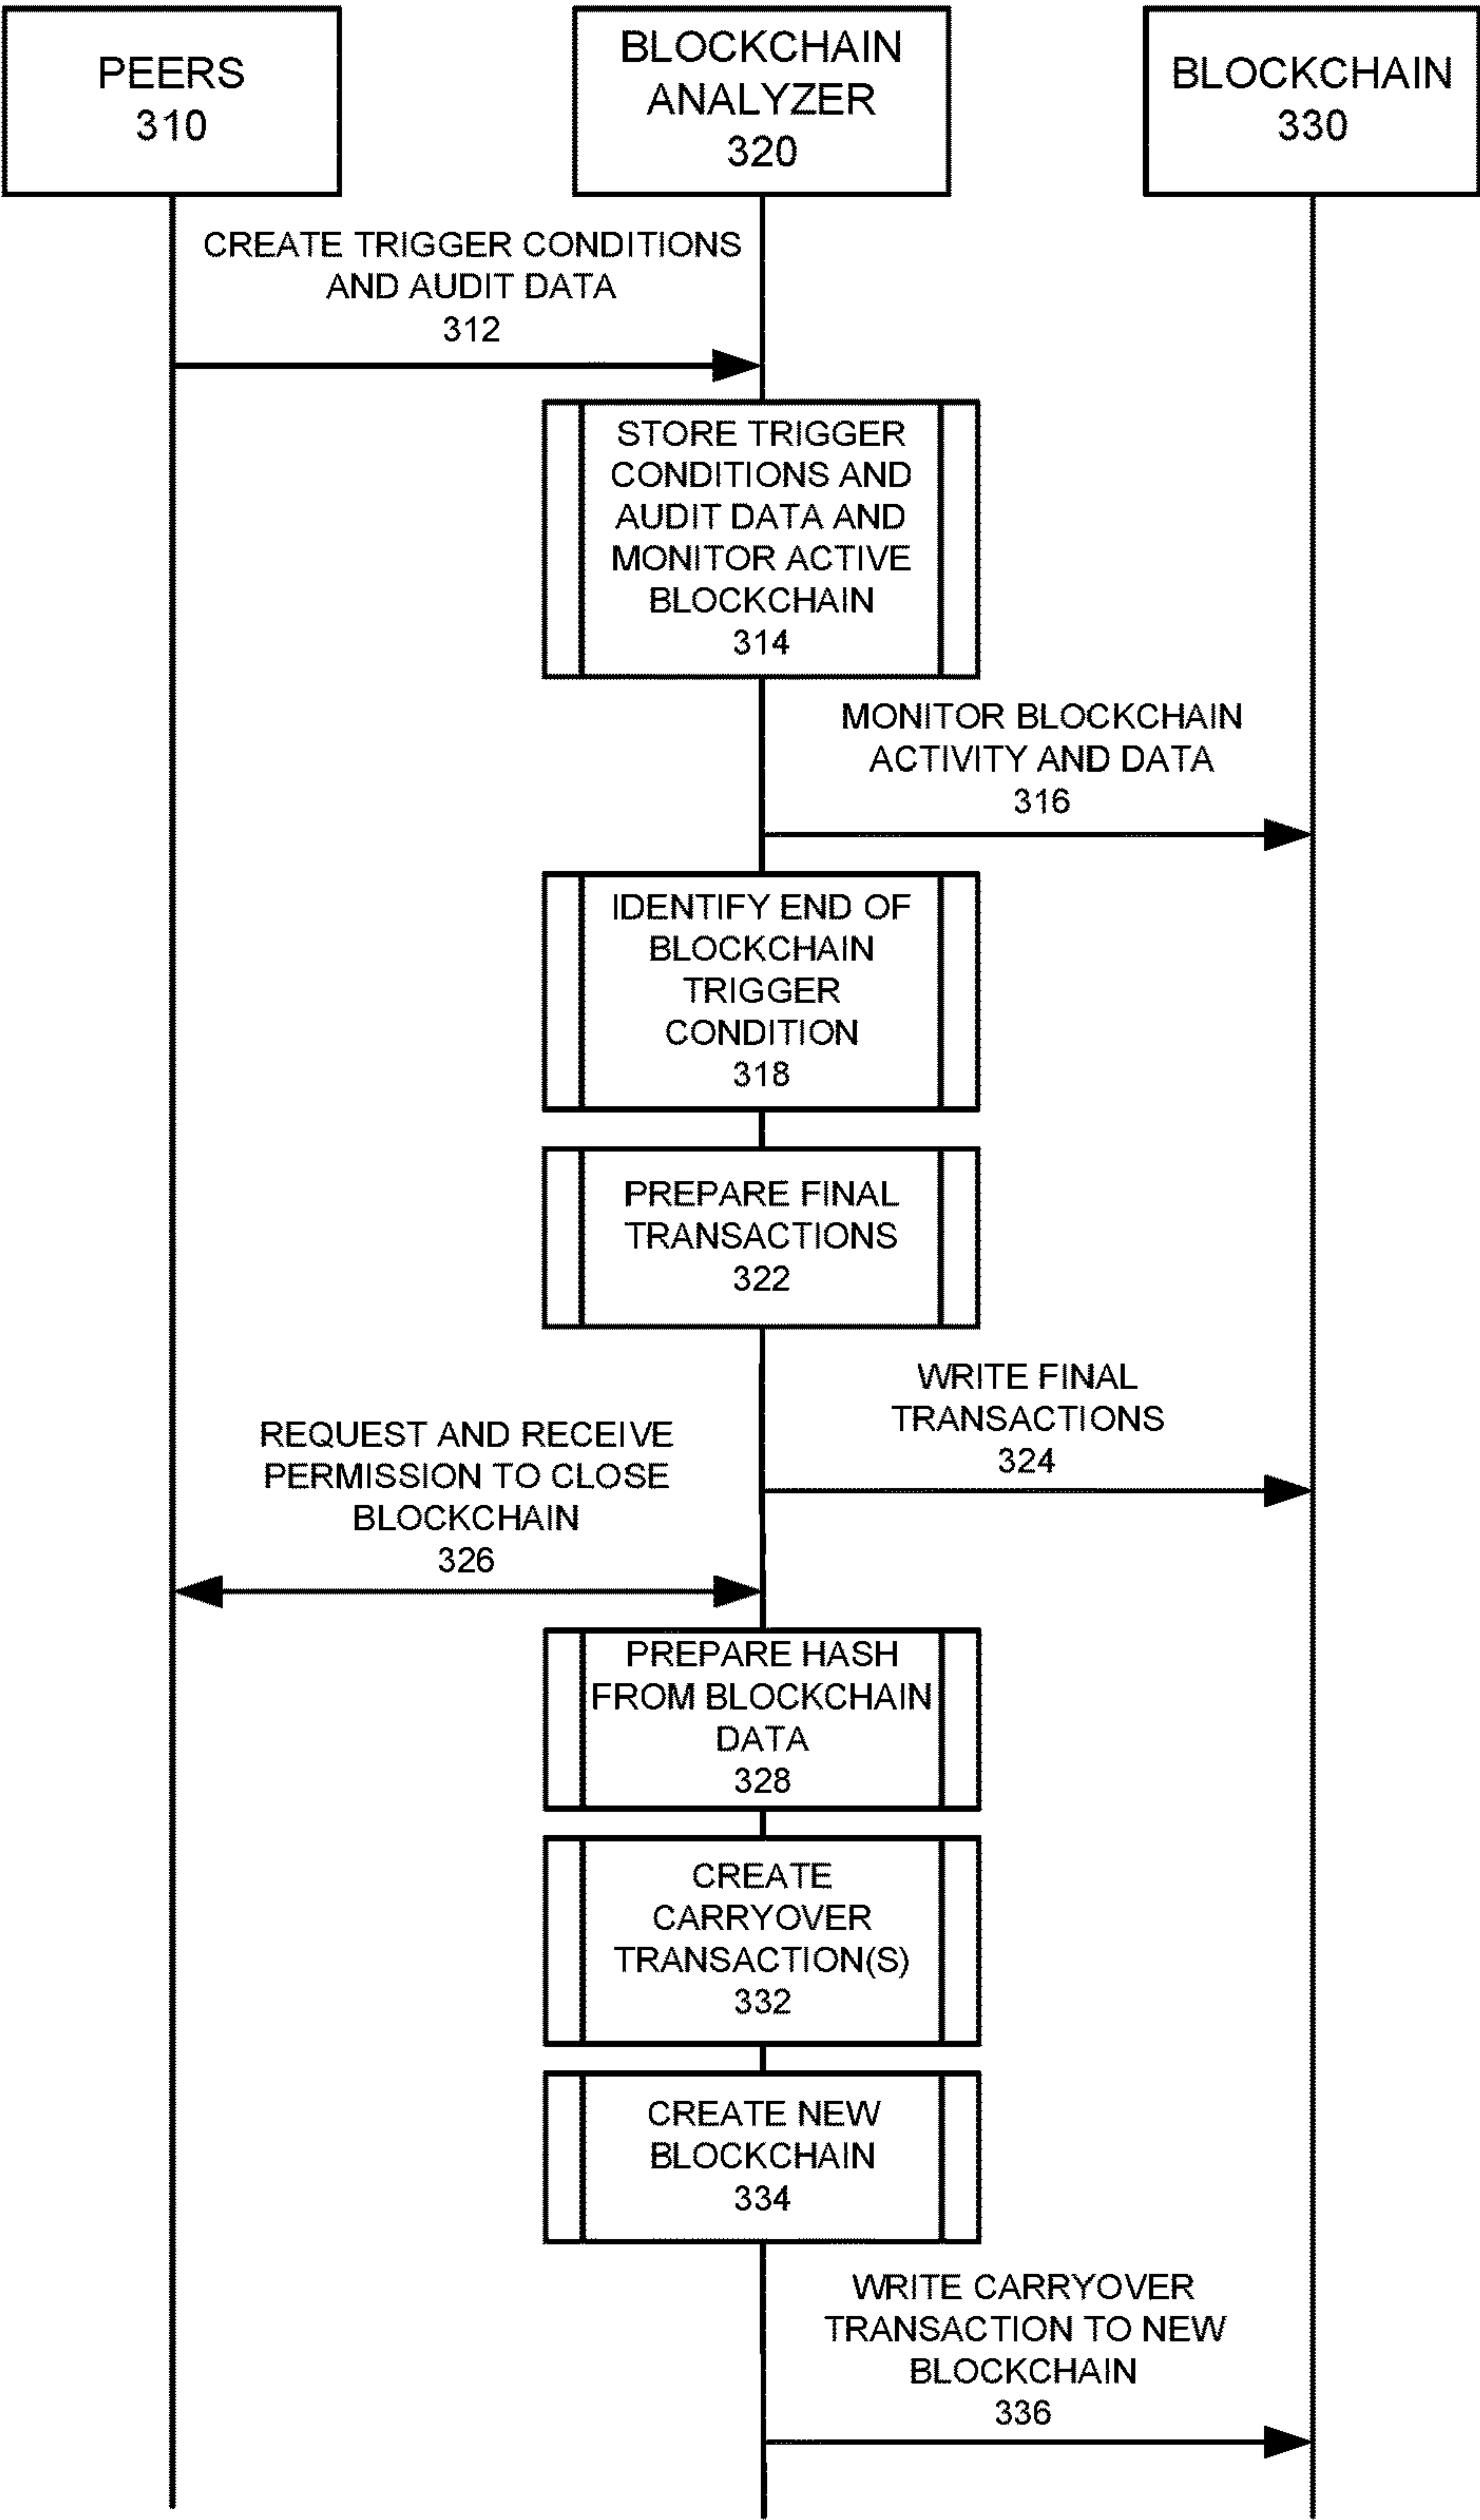 PEERS
310
BLOCKCHAIN
ANALYZER
320
BLOCKCHAIN
330
CREATE TRIGGER CONDITIONS
AND AUDIT DATA
312
STORE TRIGGER
CONDITIONS AND
AUDIT DATA AND
MONITOR ACTIVE
BLOCKCHAIN
314
MONITOR BLOCKCHAIN
ACTIVITY AND DATA
316
IDENTIFY END OF
BLOCKCHAIN
TRIGGER
CONDITION
318
PREPARE FINAL
TRANSACTIONS
322
WRITE FINAL
TRANSACTIONS
324
REQUEST AND RECEIVE
PERMISSION TO CLOSE
BLOCKCHAIN
326
PREPARE HASH
FROM BLOCKCHAIN
DATA
328
CREATE
CARRYOVER
TRANSACTION(S)
332
CREATE NEW
BLOCKCHAIN
334
WRITE CARRYOVER
TRANSACTION TO NEW
BLOCKCHAIN
336